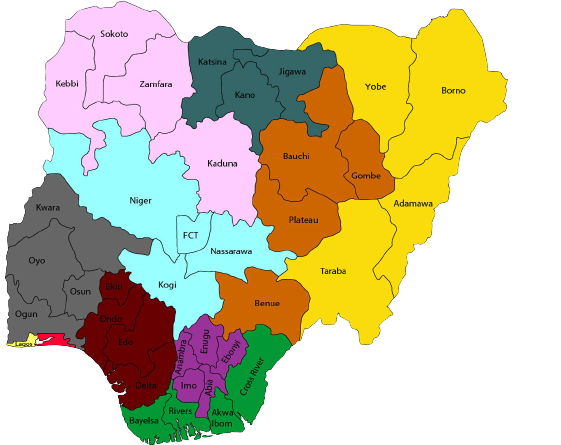 Sokoto
Katsina
Jigawa
Kebbi
Zamfara
Kano
Yobe
Borno
Kaduna
Bauchi
Gombe
Niger
Adamawa
Kwara
Plateau
FCT
Nassarawa
Oyo
Taraba
Kogi
Osun
Ekiti
Benue
Ogun
Ondo
Lagos
Edo
Anambra
Enugu
Ebonyi
Cross River
Delta
Imo
Abia
Bayelsa
Rivers
Akwa
Ibom